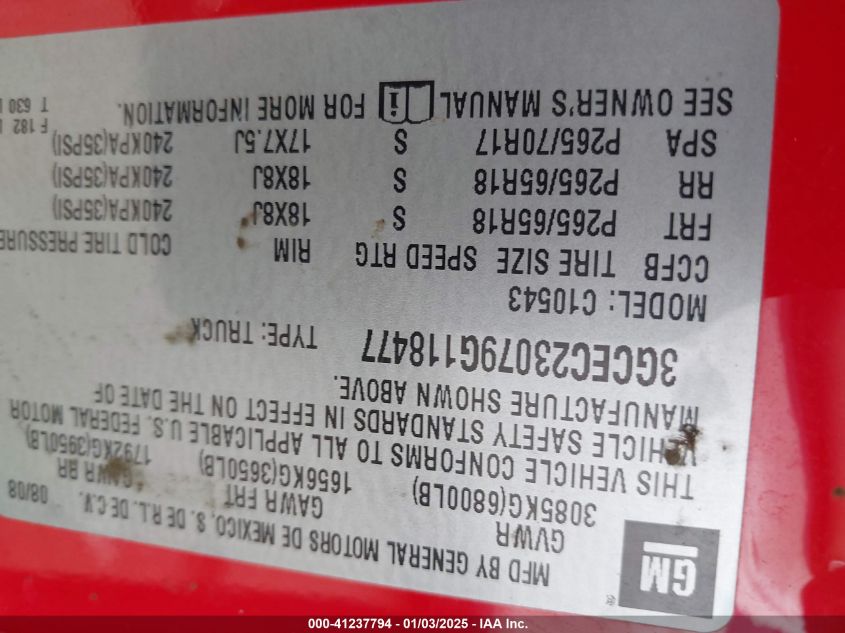 GM
®
MFD BY GENERAL MOTORS DE MEXICO, S. DE R.L. DE C.V. 08/08
GVWR GAWR FRT GAWR RR
3085KG(6800LB) 1656KG(3650LB) 1792KG(3950LB)
THIS VEHICLE CONFORMS TO ALL APPLICABLE U.S. FEDERAL MOTOR
VEHICLE SAFETY STANDARDS IN EFFECT ON THE DATE OF
MANUFACTURE SHOWN ABOVE.
3GCEC23079G118477 TYPE: TRUCK
MODEL: C10543
CCFB TIRE SIZE SPEED RTG RIM COLD TIRE PRESSURE
FRT P265/65R18 S 18X8J 240KPA(35PSI)
RR P265/65R18 S 18X8J 240KPA(35PSI)
SPA P265/70R17 S 17X7.5J 240KPA(35PSI)
SEE OWNER'S MANUAL i FOR MORE INFORMATION.
F 182
T 630
000-41237794 - 01/03/2025 - IAA Inc.